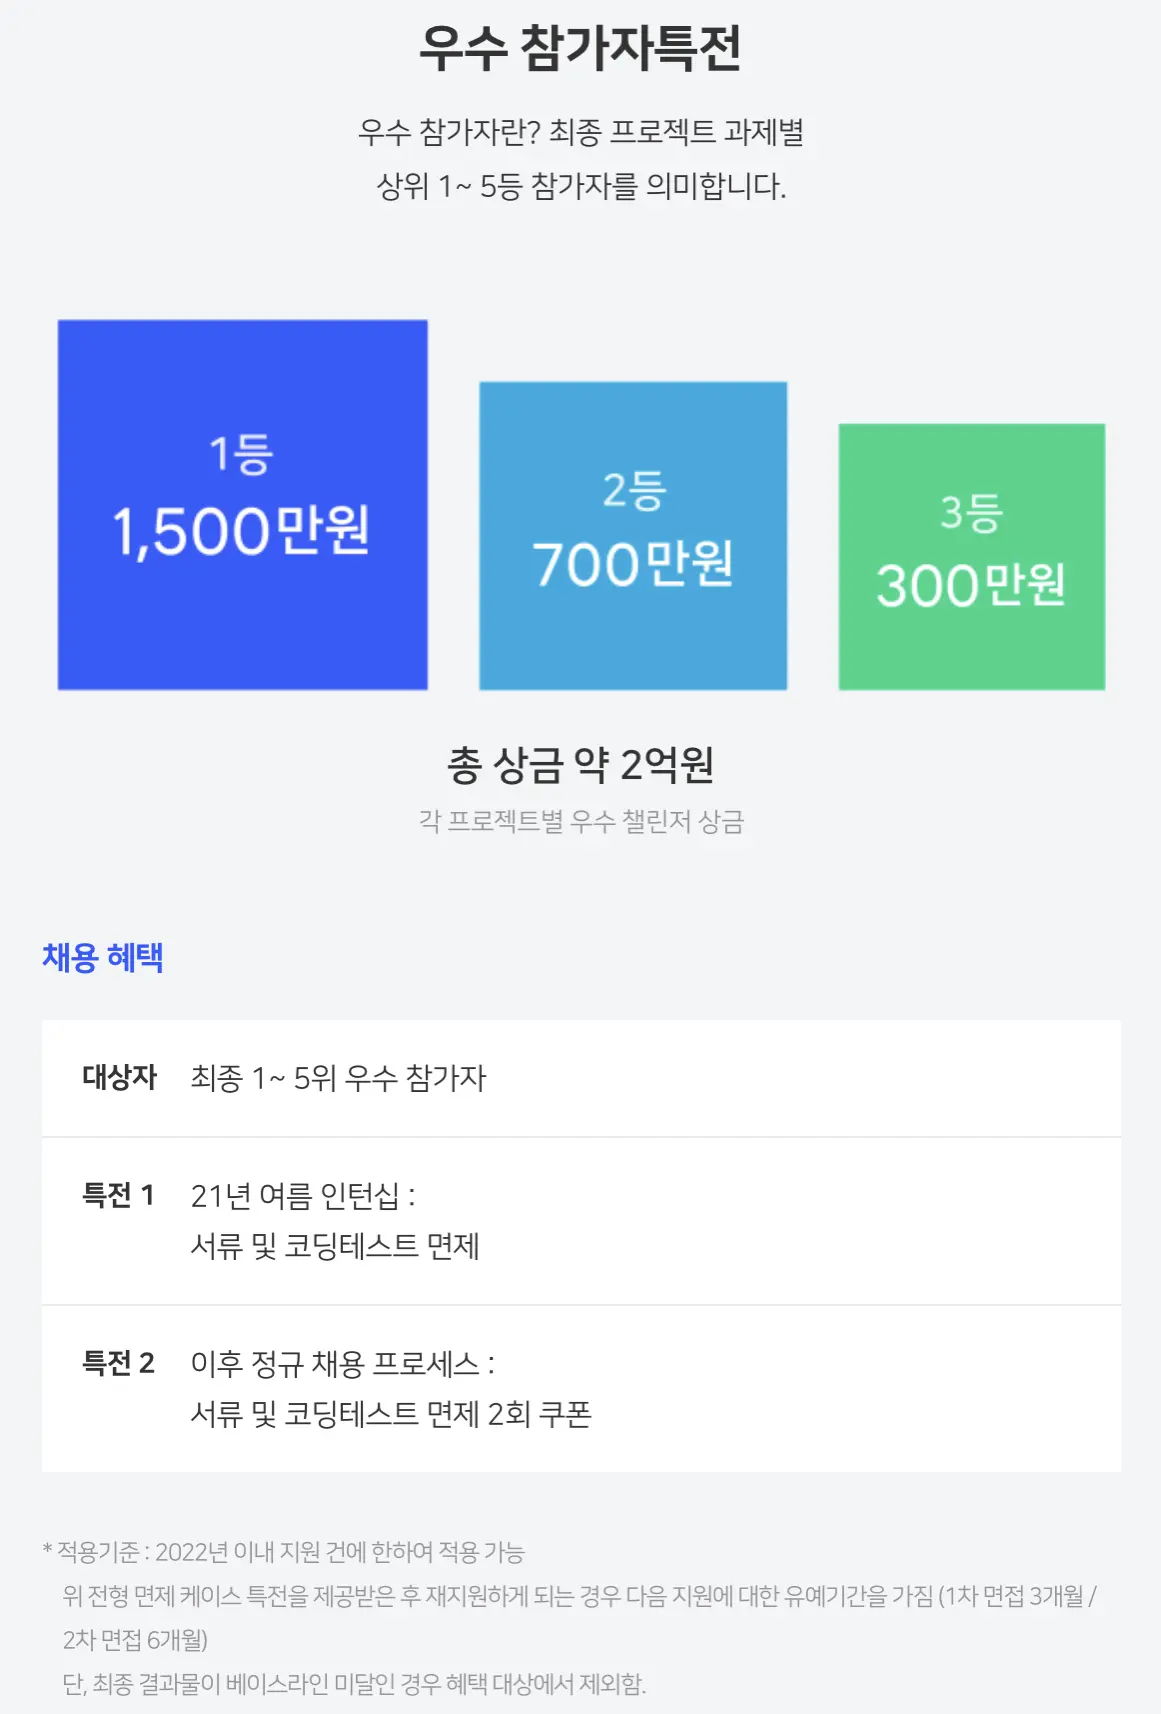 우수 참가자특전
우수 참가자란? 최종 프로젝트 과제별
상위 1~ 5등 참가자를 의미합니다.
1등
1,500만원
2등
700만원
3등
300만원
총 상금 약 2억원
각 프로젝트별 우수 챌린저 상금
채용 혜택
대상자 최종 1~ 5위 우수 참가자
특전 1 21년 여름 인턴십 :
서류 및 코딩테스트 면제
특전 2 이후 정규 채용 프로세스 :
서류 및 코딩테스트 면제 2회 쿠폰
* 적용기준 : 2022년 이내 지원 건에 한하여 적용 가능
위 전형 면제 케이스 특전을 제공받은 후 재지원하게 되는 경우 다음 지원에 대한 유예기간을 가짐 (1차 면접 3개월 /
2차 면접 6개월)
단, 최종 결과물이 베이스라인 미달인 경우 혜택 대상에서 제외함.